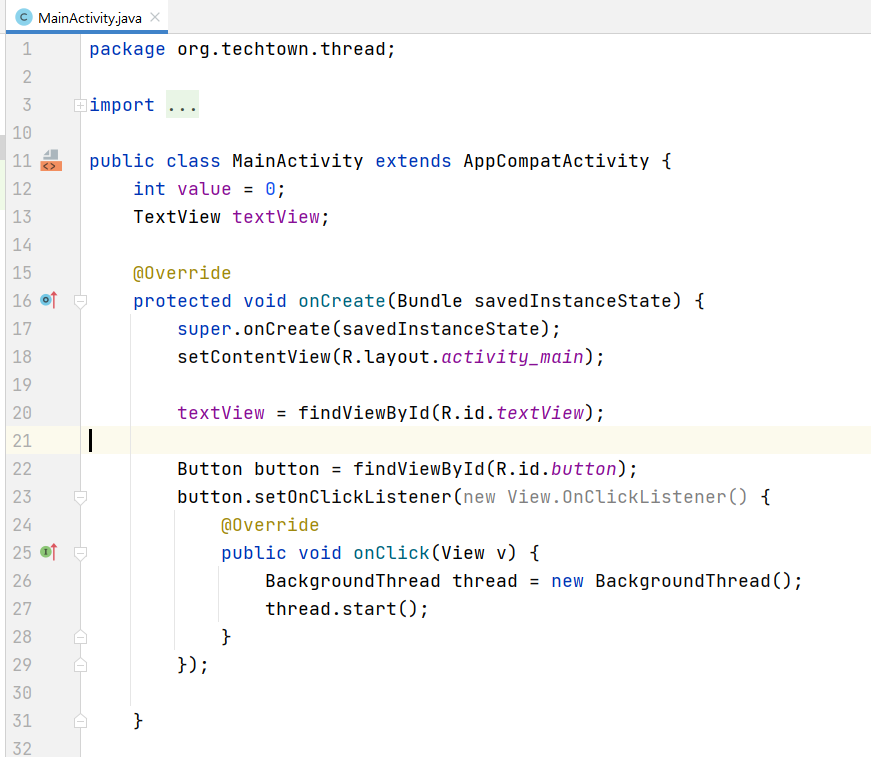 MainActivity.java
1 package org.techtown.thread;
2
3 import ...
10
11 public class MainActivity extends AppCompatActivity {
12     int value = 0;
13     TextView textView;
14
15     @Override
16     protected void onCreate(Bundle savedInstanceState) {
17         super.onCreate(savedInstanceState);
18         setContentView(R.layout.activity_main);
19
20         textView = findViewById(R.id.textView);
21
22         Button button = findViewById(R.id.button);
23         button.setOnClickListener(new View.OnClickListener() {
24             @Override
25             public void onClick(View v) {
26                 BackgroundThread thread = new BackgroundThread();
27                 thread.start();
28             }
29         });
30
31     }
32